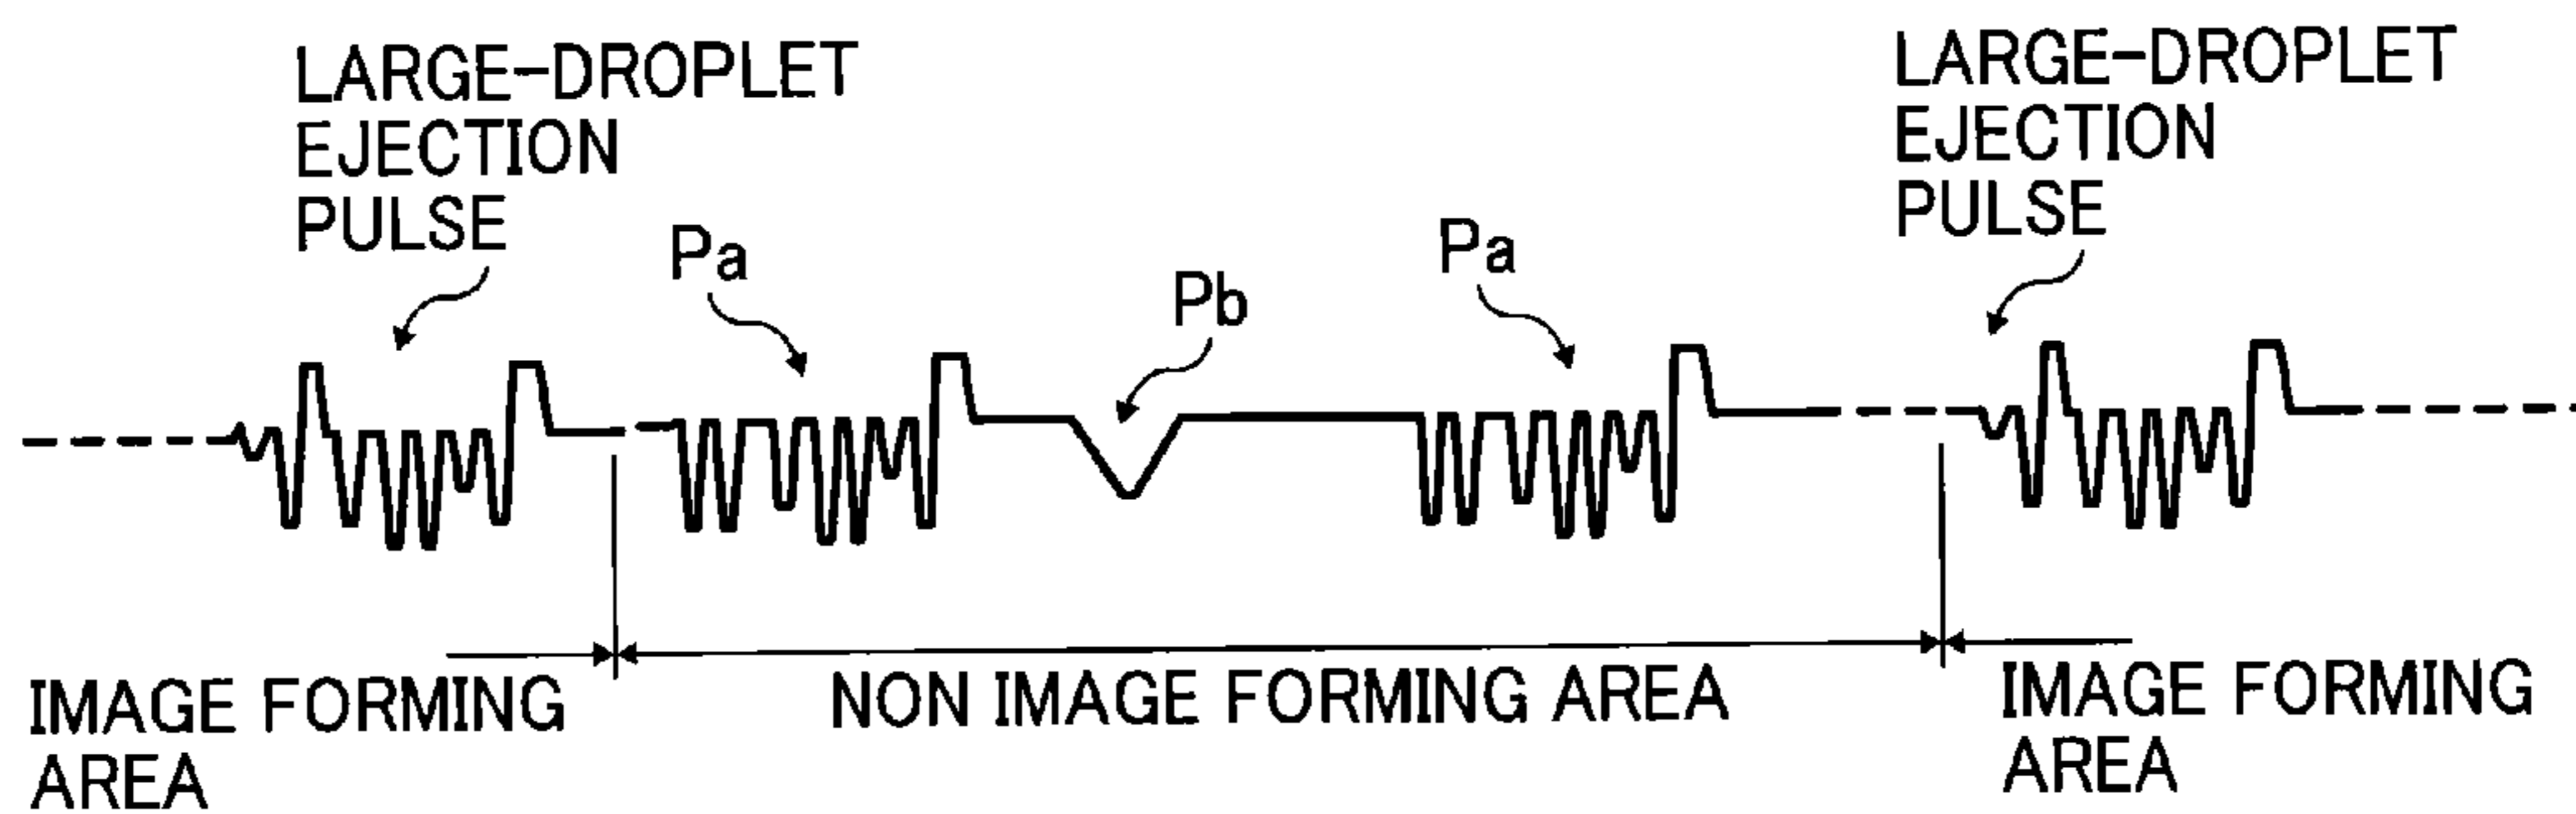 LARGE-DROPLET
EJECTION
PULSE
Pa
Pb
Pa
LARGE-DROPLET
EJECTION
PULSE
IMAGE FORMING
AREA
NON IMAGE FORMING AREA
IMAGE FORMING
AREA